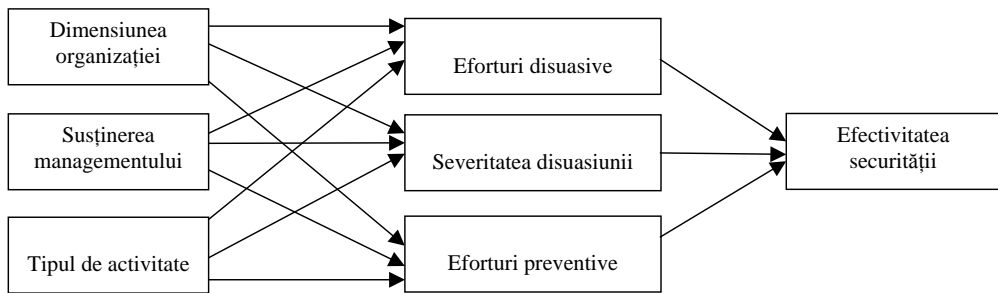 Dimensiunea
organizației
Eforturi disuasive
Susținerea
managementului
Severitatea disuasiunii
Efectivitatea
securității
Tipul de activitate
Eforturi preventive